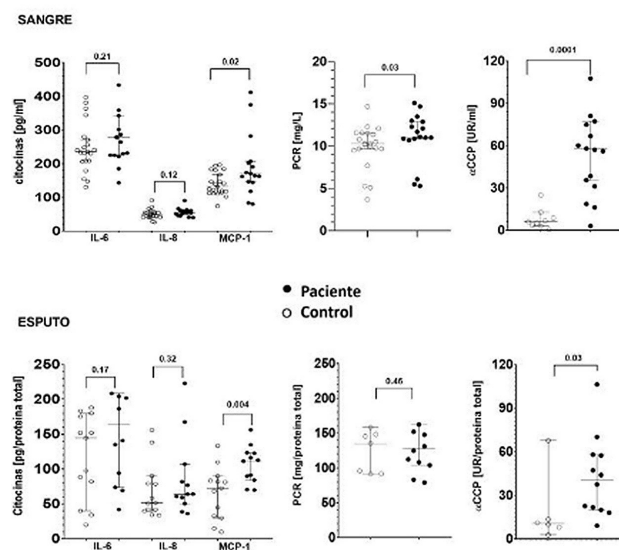 SANGRE
citocinas [pg/ml]
500
400
300
200
100
0
0.21
0.12
0.02
IL-6
IL-8
MCP-1
PCR [mg/L]
20
15
10
5
0
0.03
αCCP [UR/ml]
120
90
60
30
0
0.0001
Paciente
Control
ESPUTO
Citocinas [pg/proteina total]
250
200
150
100
50
0
0.17
0.32
0.004
IL-6
IL-8
MCP-1
PCR [mg/proteina total]
250
200
150
100
50
0
0.46
αCCP [UR/proteina total]
120
90
60
30
0
0.03